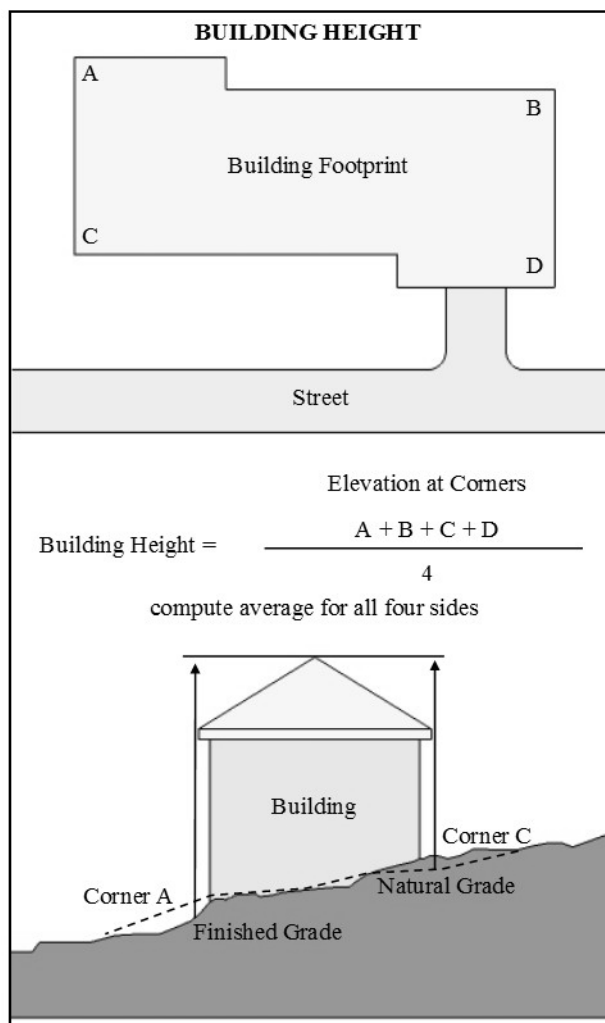 BUILDING HEIGHT
A
B
Building Footprint
C
D
Street
Elevation at Corners
Building Height =
A + B + C + D
4
compute average for all four sides
Building
Corner C
Corner A
Natural Grade
Finished Grade